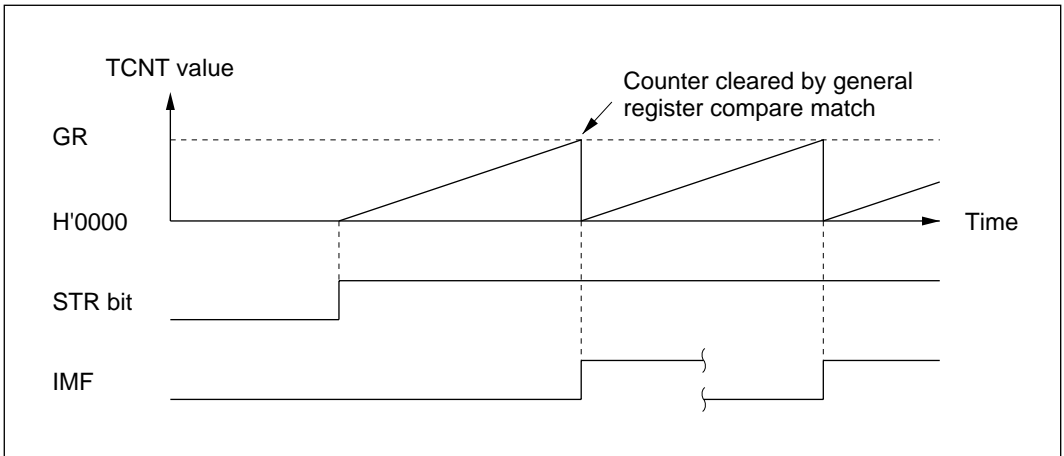 TCNT value
Counter cleared by general
register compare match
GR
H'0000
Time
STR bit
IMF